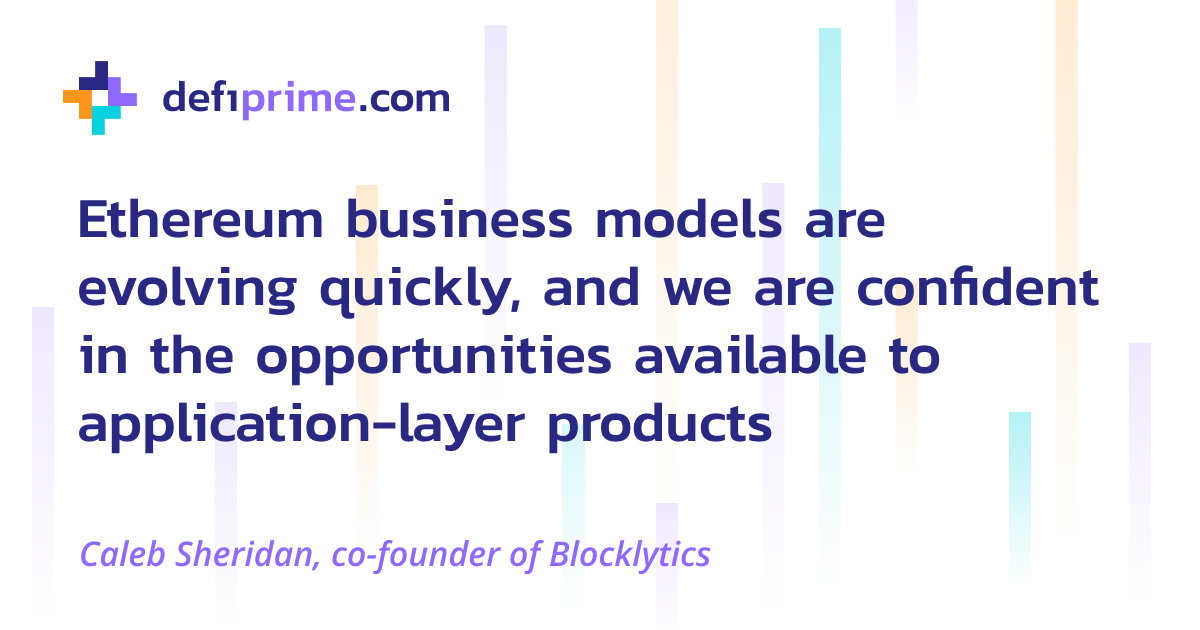 defiprime.com
Ethereum business models are
evolving quickly, and we are confident
in the opportunities available to
application-layer products
Caleb Sheridan, co-founder of Blocklytics